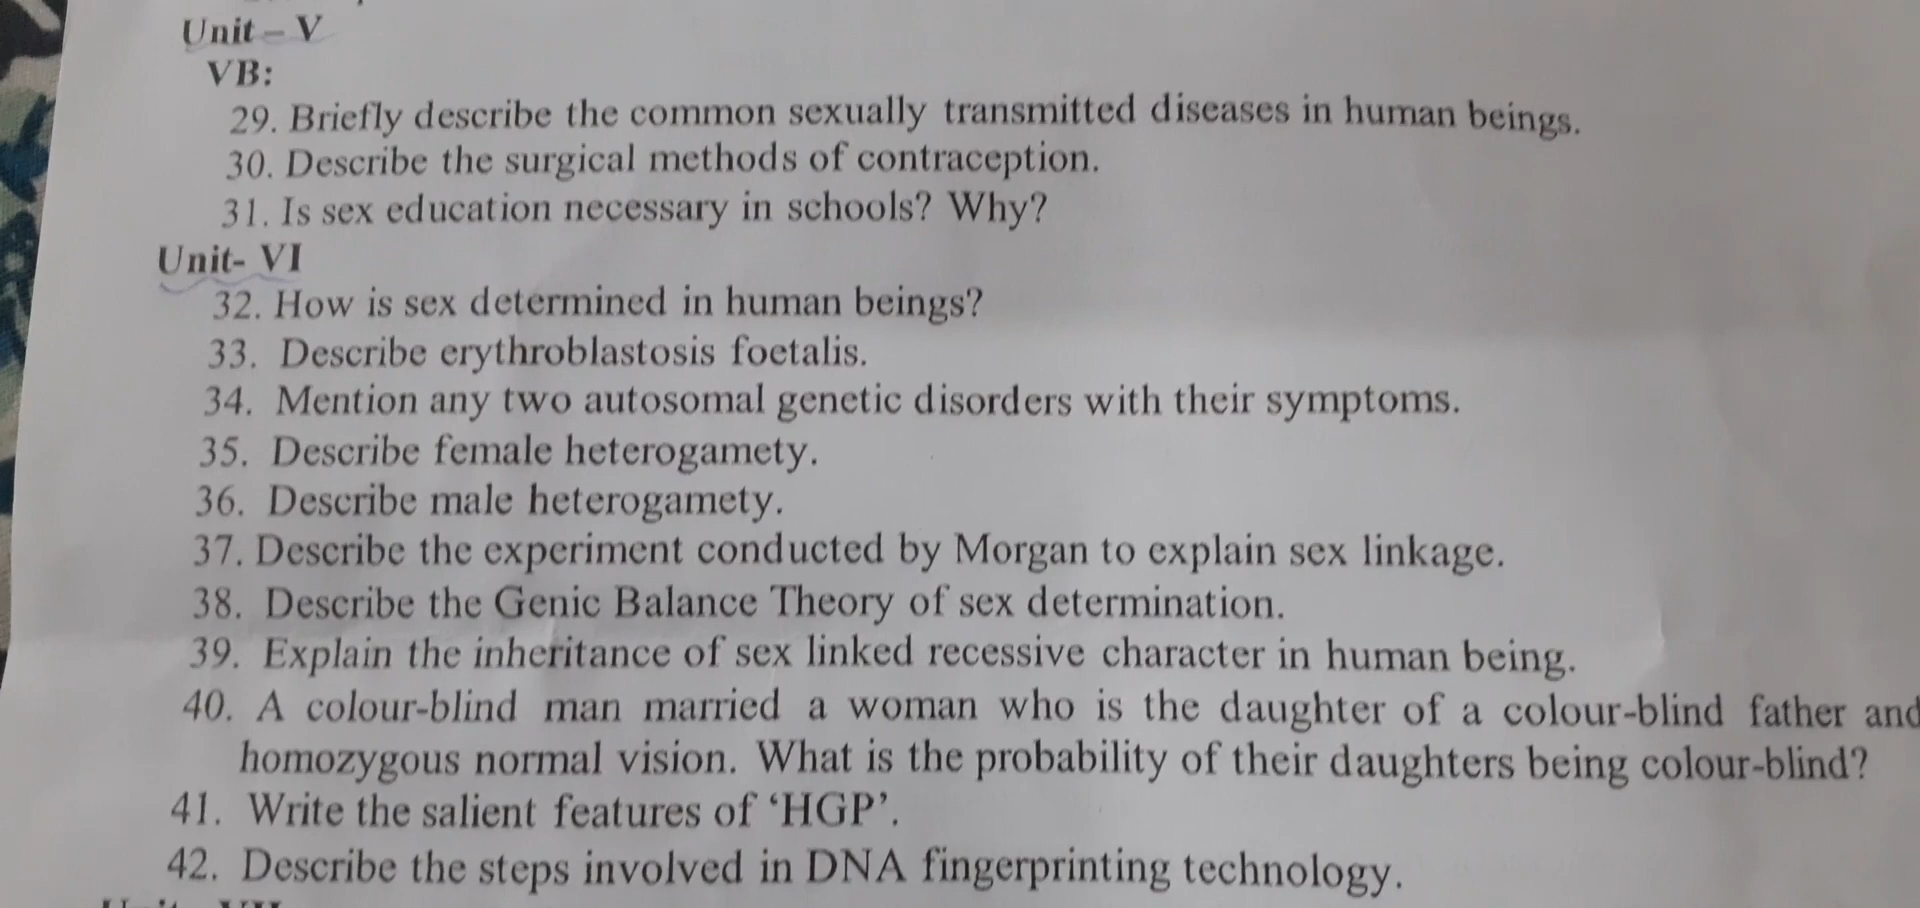 Unit – V
VB:
29. Briefly describe the common sexually transmitted diseases in human beings.
30. Describe the surgical methods of contraception.
31. Is sex education necessary in schools? Why?
Unit- VI
32. How is sex determined in human beings?
33. Describe erythroblastosis foetalis.
34. Mention any two autosomal genetic disorders with their symptoms.
35. Describe female heterogamety.
36. Describe male heterogamety.
37. Describe the experiment conducted by Morgan to explain sex linkage.
38. Describe the Genic Balance Theory of sex determination.
39. Explain the inheritance of sex linked recessive character in human being.
40. A colour-blind man married a woman who is the daughter of a colour-blind father and
homozygous normal vision. What is the probability of their daughters being colour-blind?
41. Write the salient features of ‘HGP’.
42. Describe the steps involved in DNA fingerprinting technology.